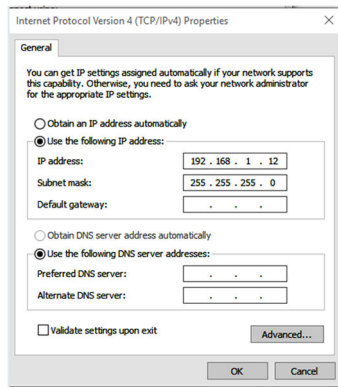 Internet Protocol Version 4 (TCP/IPv4) Properties
General
You can get IP settings assigned automatically if your network supports
this capability. Otherwise, you need to ask your network administrator
for the appropriate IP settings.
Obtain an IP address automatically
Use the following IP address:
IP address: 192 . 168 . 1 . 12
Subnet mask: 255 . 255 . 255 . 0
Default gateway: . . .
Obtain DNS server address automatically
Use the following DNS server addresses:
Preferred DNS server: . . .
Alternate DNS server: . . .
Validate settings upon exit
Advanced...
OK Cancel